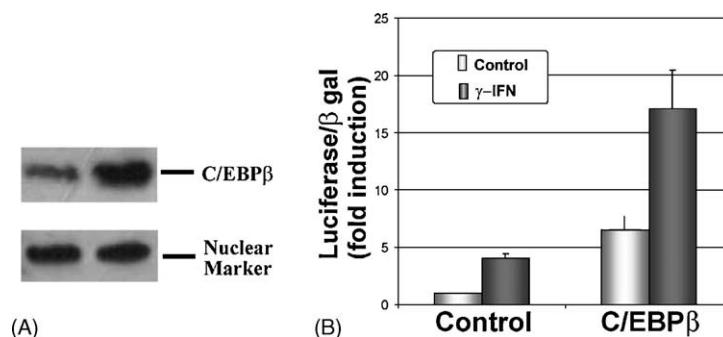 C/EBPβ
Nuclear
Marker
(A)
Luciferase/β gal
(fold induction)
25
20
15
10
5
0
Control
γ-IFN
Control
C/EBPβ
(B)